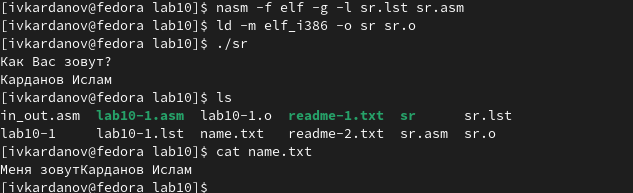 [ivkardanov@fedora lab10]$ nasm -f elf -g -l sr.lst sr.asm
[ivkardanov@fedora lab10]$ ld -m elf_i386 -o sr sr.o
[ivkardanov@fedora lab10]$ ./sr
Как Вас зовут?
Карданов Ислам
[ivkardanov@fedora lab10]$ ls
in_out.asm lab10-1.asm lab10-1.o readme-1.txt sr sr.lst
lab10-1 lab10-1.lst name.txt readme-2.txt sr.asm sr.o
[ivkardanov@fedora lab10]$ cat name.txt
Меня зовутКарданов Ислам
[ivkardanov@fedora lab10]$